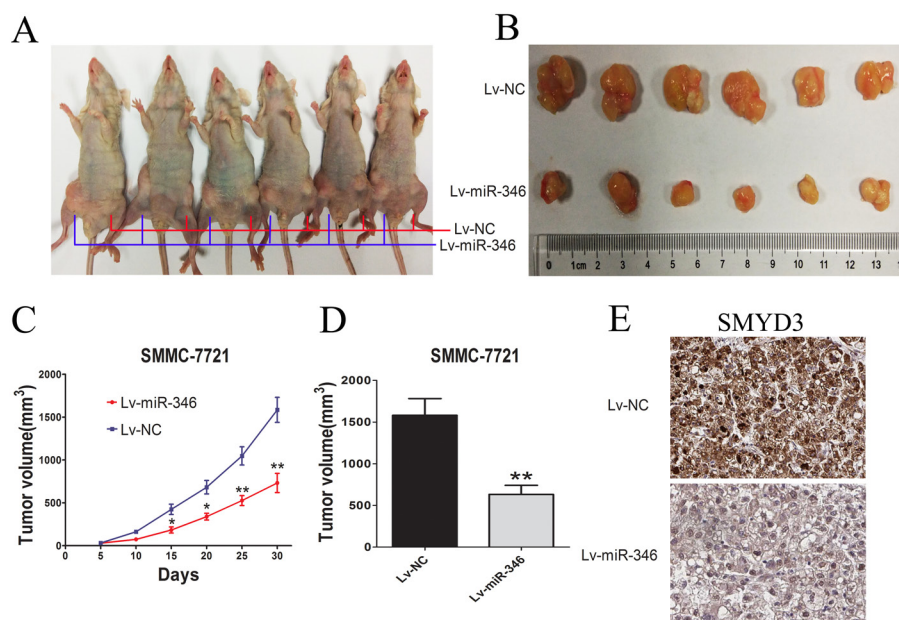 A
Lv-NC
Lv-miR-346
B
Lv-NC
Lv-miR-346
0 1cm 2 3 4 5 6 7 8 9 10 11 12 13
C
SMMC-7721
Tumor volume(mm3)
2000
1500
1000
500
0
Lv-miR-346
Lv-NC
*
*
**
**
0 5 10 15 20 25 30
Days
D
SMMC-7721
Tumor volume(mm3)
2000
1500
1000
500
0
**
Lv-NC
Lv-miR-346
E
SMYD3
Lv-NC
Lv-miR-346